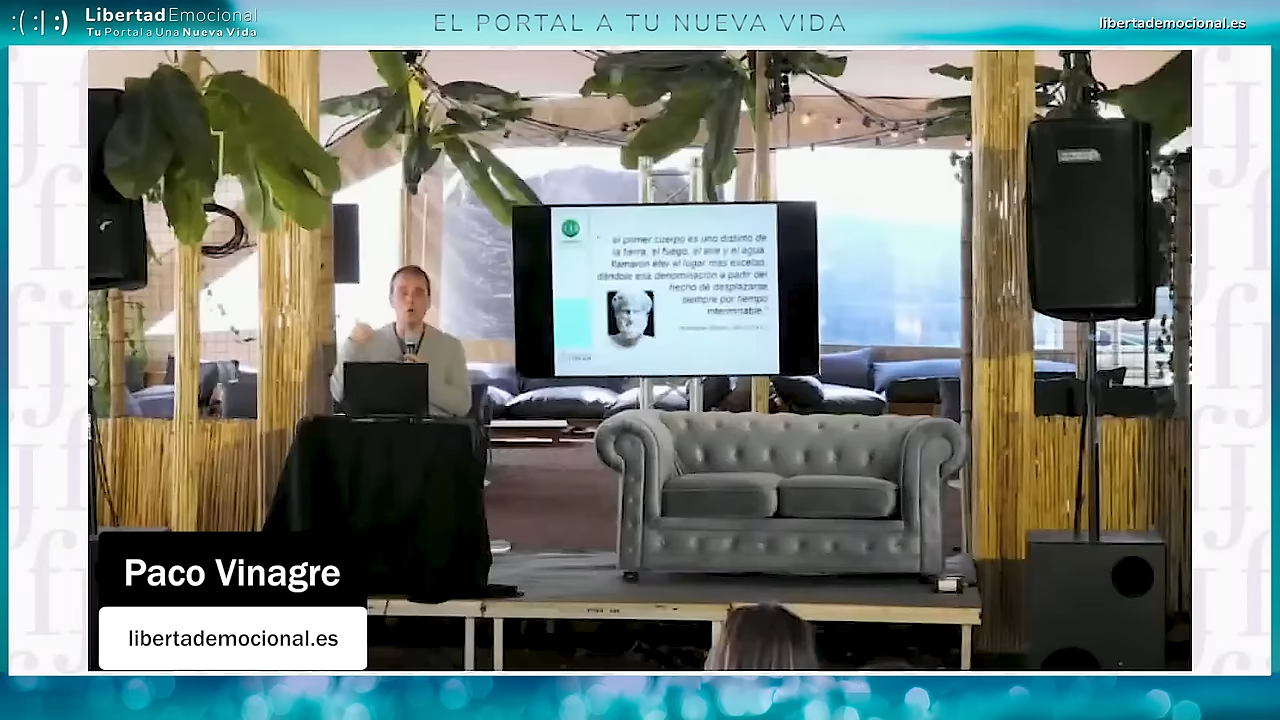 :( :| :)
LibertadEmocional
Tu Portal a Una Nueva Vida
EL PORTAL A TU NUEVA VIDA
libertademocional.es
el primer cuerpo es uno distinto de
la tierra, el fuego, el aire y el agua.
llamaron éter al lugar más excelso,
dándole esa denominación a partir del
hecho de desplazarse
siempre por tiempo
interminable.
Paco Vinagre
libertademocional.es